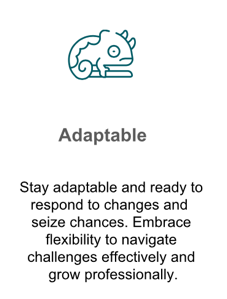 Adaptable
Stay adaptable and ready to
respond to changes and
seize chances. Embrace
flexibility to navigate
challenges effectively and
grow professionally.